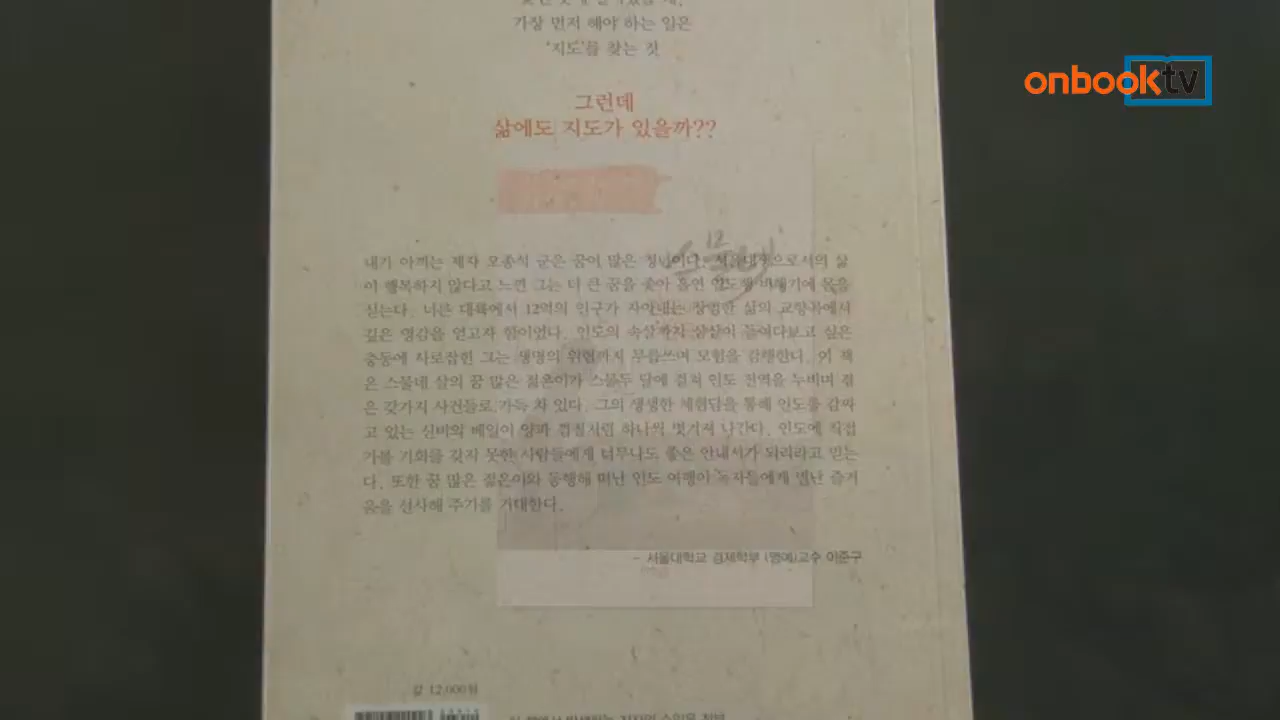 가장 먼저 해야 하는 일은
'지도'를 찾는 것
onbooktv
그런데
삶에도 지도가 있을까??
12
스물넷
내가 아끼는 제자 오종석 군은 꿈이 많은 청년이다. 서울대생으로서의 삶
이 행복하지 않다고 느낀 그는 더 큰 꿈을 좇아 홀연 인도행 비행기에 몸을
싣는다. 너른 대륙에서 12억의 인구가 자아내는 장엄한 삶의 교향곡에서
깊은 영감을 얻고자 함이었다. 인도의 속살까지 샅샅이 들여다보고 싶은
충동에 사로잡힌 그는 생명의 위험까지 무릅쓰며 모험을 감행한다. 이 책
은 스물네 살의 꿈 많은 젊은이가 스물두 달에 걸쳐 인도 전역을 누비며 겪
은 갖가지 사건들로 가득 차 있다. 그의 생생한 체험담을 통해 인도를 감싸
고 있는 신비의 베일이 양파 껍질처럼 하나씩 벗겨져 나간다. 인도에 직접
가볼 기회를 갖지 못한 사람들에게 너무나도 좋은 안내서가 되리라고 믿는
다. 또한 꿈 많은 젊은이와 동행해 떠난 인도 여행이 독자들에게 별난 즐거
움을 선사해 주기를 기대한다.
- 서울대학교 경제학부 (명예)교수 이준구
값 12,000원